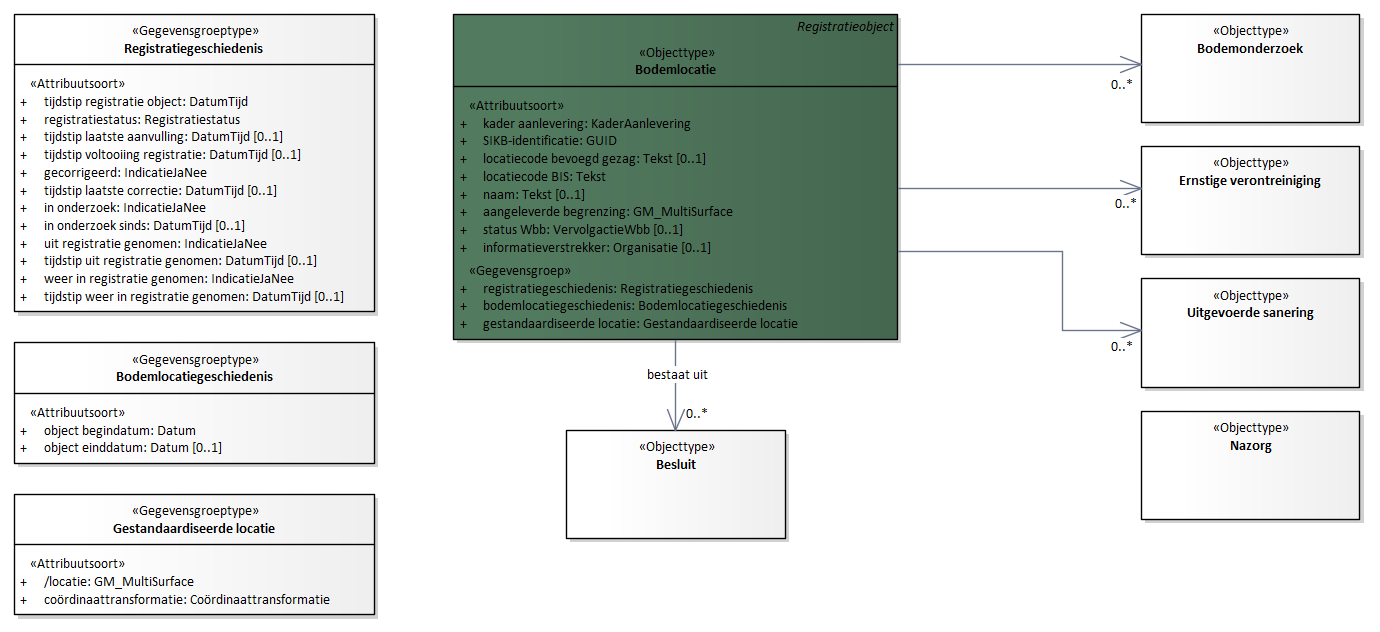 «Gegevensgroeptype»
Registratiegeschiedenis
«Attribuutsoort»
+ tijdstip registratie object: DatumTijd
+ registratiestatus: Registratiestatus
+ tijdstip laatste aanvulling: DatumTijd [0..1]
+ tijdstip voltooiing registratie: DatumTijd [0..1]
+ gecorrigeerd: IndicatieJaNee
+ tijdstip laatste correctie: DatumTijd [0..1]
+ in onderzoek: IndicatieJaNee
+ in onderzoek sinds: DatumTijd [0..1]
+ uit registratie genomen: IndicatieJaNee
+ tijdstip uit registratie genomen: DatumTijd [0..1]
+ weer in registratie genomen: IndicatieJaNee
+ tijdstip weer in registratie genomen: DatumTijd [0..1]
«Gegevensgroeptype»
Bodemlocatiegeschiedenis
«Attribuutsoort»
+ object begindatum: Datum
+ object einddatum: Datum [0..1]
«Gegevensgroeptype»
Gestandaardiseerde locatie
«Attribuutsoort»
+ /locatie: GM_MultiSurface
+ coördinaattransformatie: Coördinaattransformatie
Registratieobject
«Objecttype»
Bodemlocatie
«Attribuutsoort»
+ kader aanlevering: KaderAanlevering
+ SIKB-identificatie: GUID
+ locatiecode bevoegd gezag: Tekst [0..1]
+ locatiecode BIS: Tekst
+ naam: Tekst [0..1]
+ aangeleverde begrenzing: GM_MultiSurface
+ status Wbb: VervolgactieWbb [0..1]
+ informatieverstrekker: Organisatie [0..1]
«Gegevensgroep»
+ registratiegeschiedenis: Registratiegeschiedenis
+ bodemlocatiegeschiedenis: Bodemlocatiegeschiedenis
+ gestandaardiseerde locatie: Gestandaardiseerde locatie
bestaat uit
0..*
«Objecttype»
Besluit
0..*
«Objecttype»
Bodemonderzoek
0..*
«Objecttype»
Ernstige verontreiniging
0..*
«Objecttype»
Uitgevoerde sanering
«Objecttype»
Nazorg